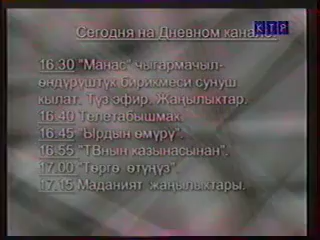 Сегодня на Дневном канале:
КТР
16.30 "Манас" чыгармачыл-
өндүрүштүк бирикмеси сунуш
кылат. Түз эфир. Жаңылыктар.
16.40 Телетабышмак.
16.45 "Ырдын өмүрү".
16.55 "ТВнын казынасынан".
17.00 "Төргө өтүңүз".
17.15 Маданият жаңылыктары.